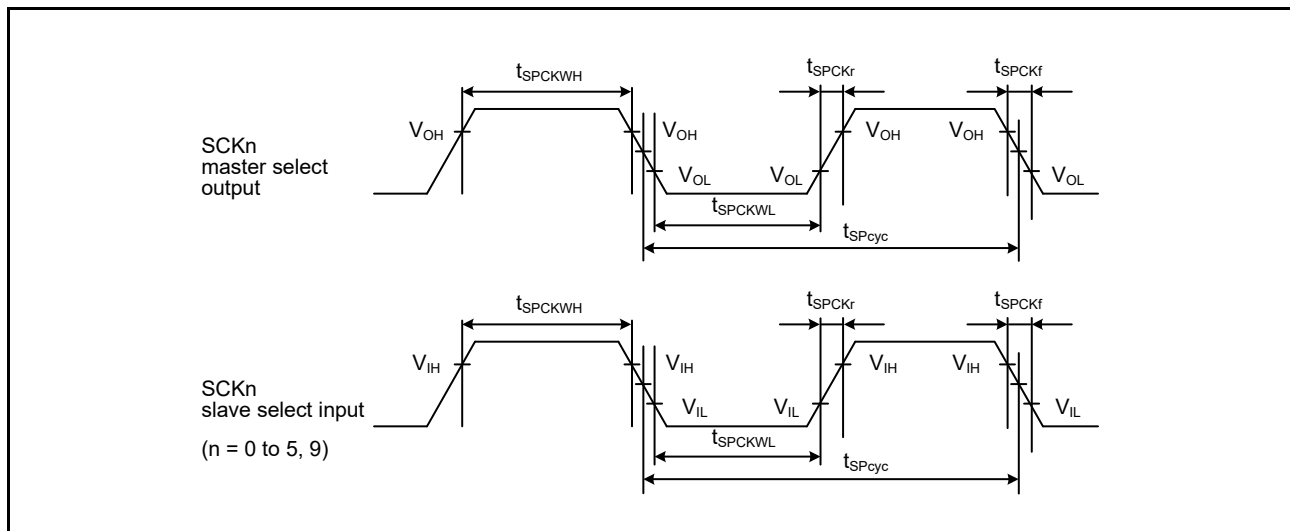 tSPCKWH
tSPCKr
tSPCKf
SCKn
master select
output
VOH
VOH
VOH
VOH
VOL
VOL
VOL
tSPCKWL
tSPcyc
tSPCKWH
tSPCKr
tSPCKf
SCKn
slave select input
(n = 0 to 5, 9)
VIH
VIH
VIH
VIH
VIL
VIL
VIL
tSPCKWL
tSPcyc